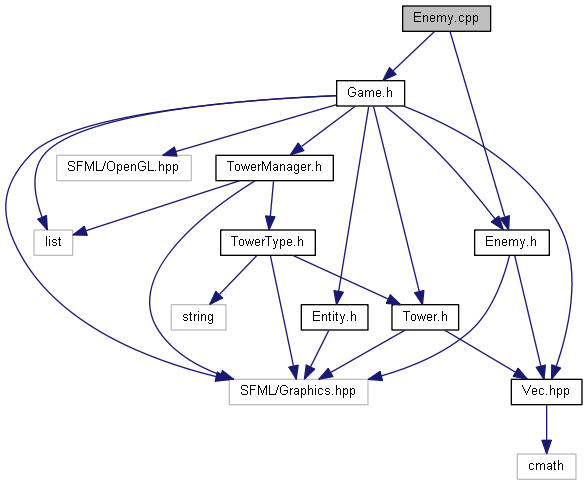 Enemy.cpp
Game.h
SFML/OpenGL.hpp
TowerManager.h
list
TowerType.h
Enemy.h
string
Entity.h
Tower.h
SFML/Graphics.hpp
Vec.hpp
cmath